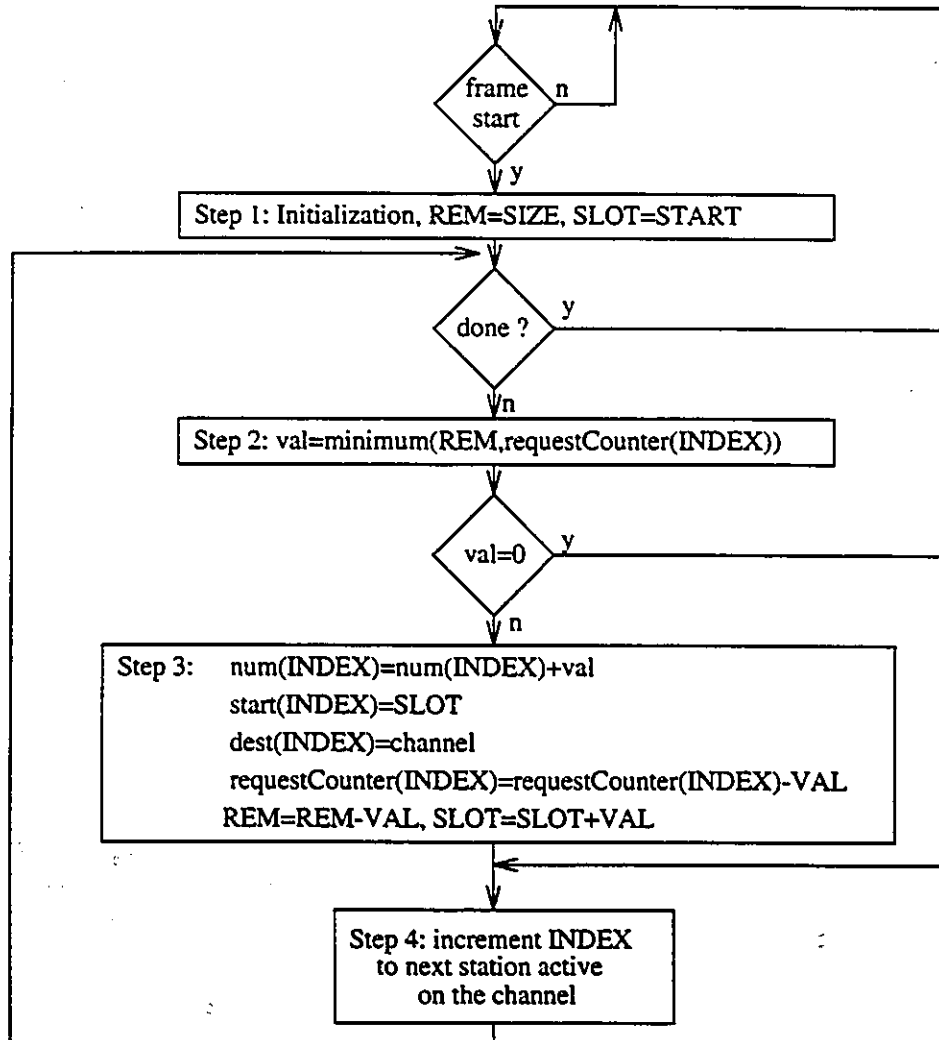 frame
start
n
y
Step 1: Initialization, REM=SIZE, SLOT=START
done ?
y
n
Step 2: val=minimum(REM,requestCounter(INDEX))
val=0
y
n
Step 3: num(INDEX)=num(INDEX)+val
start(INDEX)=SLOT
dest(INDEX)=channel
requestCounter(INDEX)=requestCounter(INDEX)-VAL
REM=REM-VAL, SLOT=SLOT+VAL
Step 4: increment INDEX
to next station active
on the channel